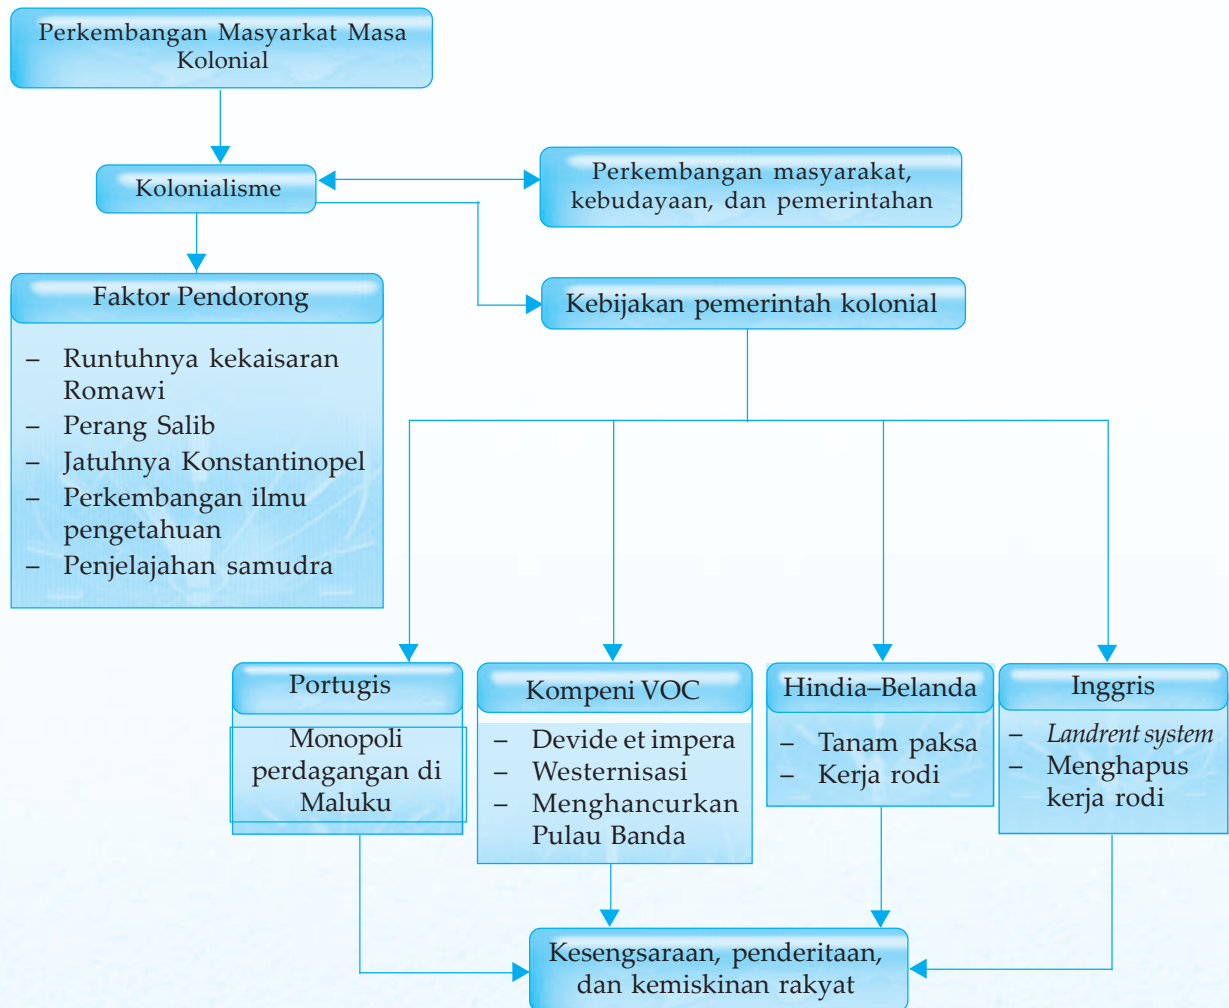 Perkembangan Masyarkat Masa
Kolonial
Kolonialisme
Perkembangan masyarakat,
kebudayaan, dan pemerintahan
Faktor Pendorong
– Runtuhnya kekaisaran
Romawi
– Perang Salib
– Jatuhnya Konstantinopel
– Perkembangan ilmu
pengetahuan
– Penjelajahan samudra
Kebijakan pemerintah kolonial
Portugis
Monopoli
perdagangan di
Maluku
Kompeni VOC
– Devide et impera
– Westernisasi
– Menghancurkan
Pulau Banda
Hindia–Belanda
– Tanam paksa
– Kerja rodi
Inggris
– Landrent system
– Menghapus
kerja rodi
Kesengsaraan, penderitaan,
dan kemiskinan rakyat